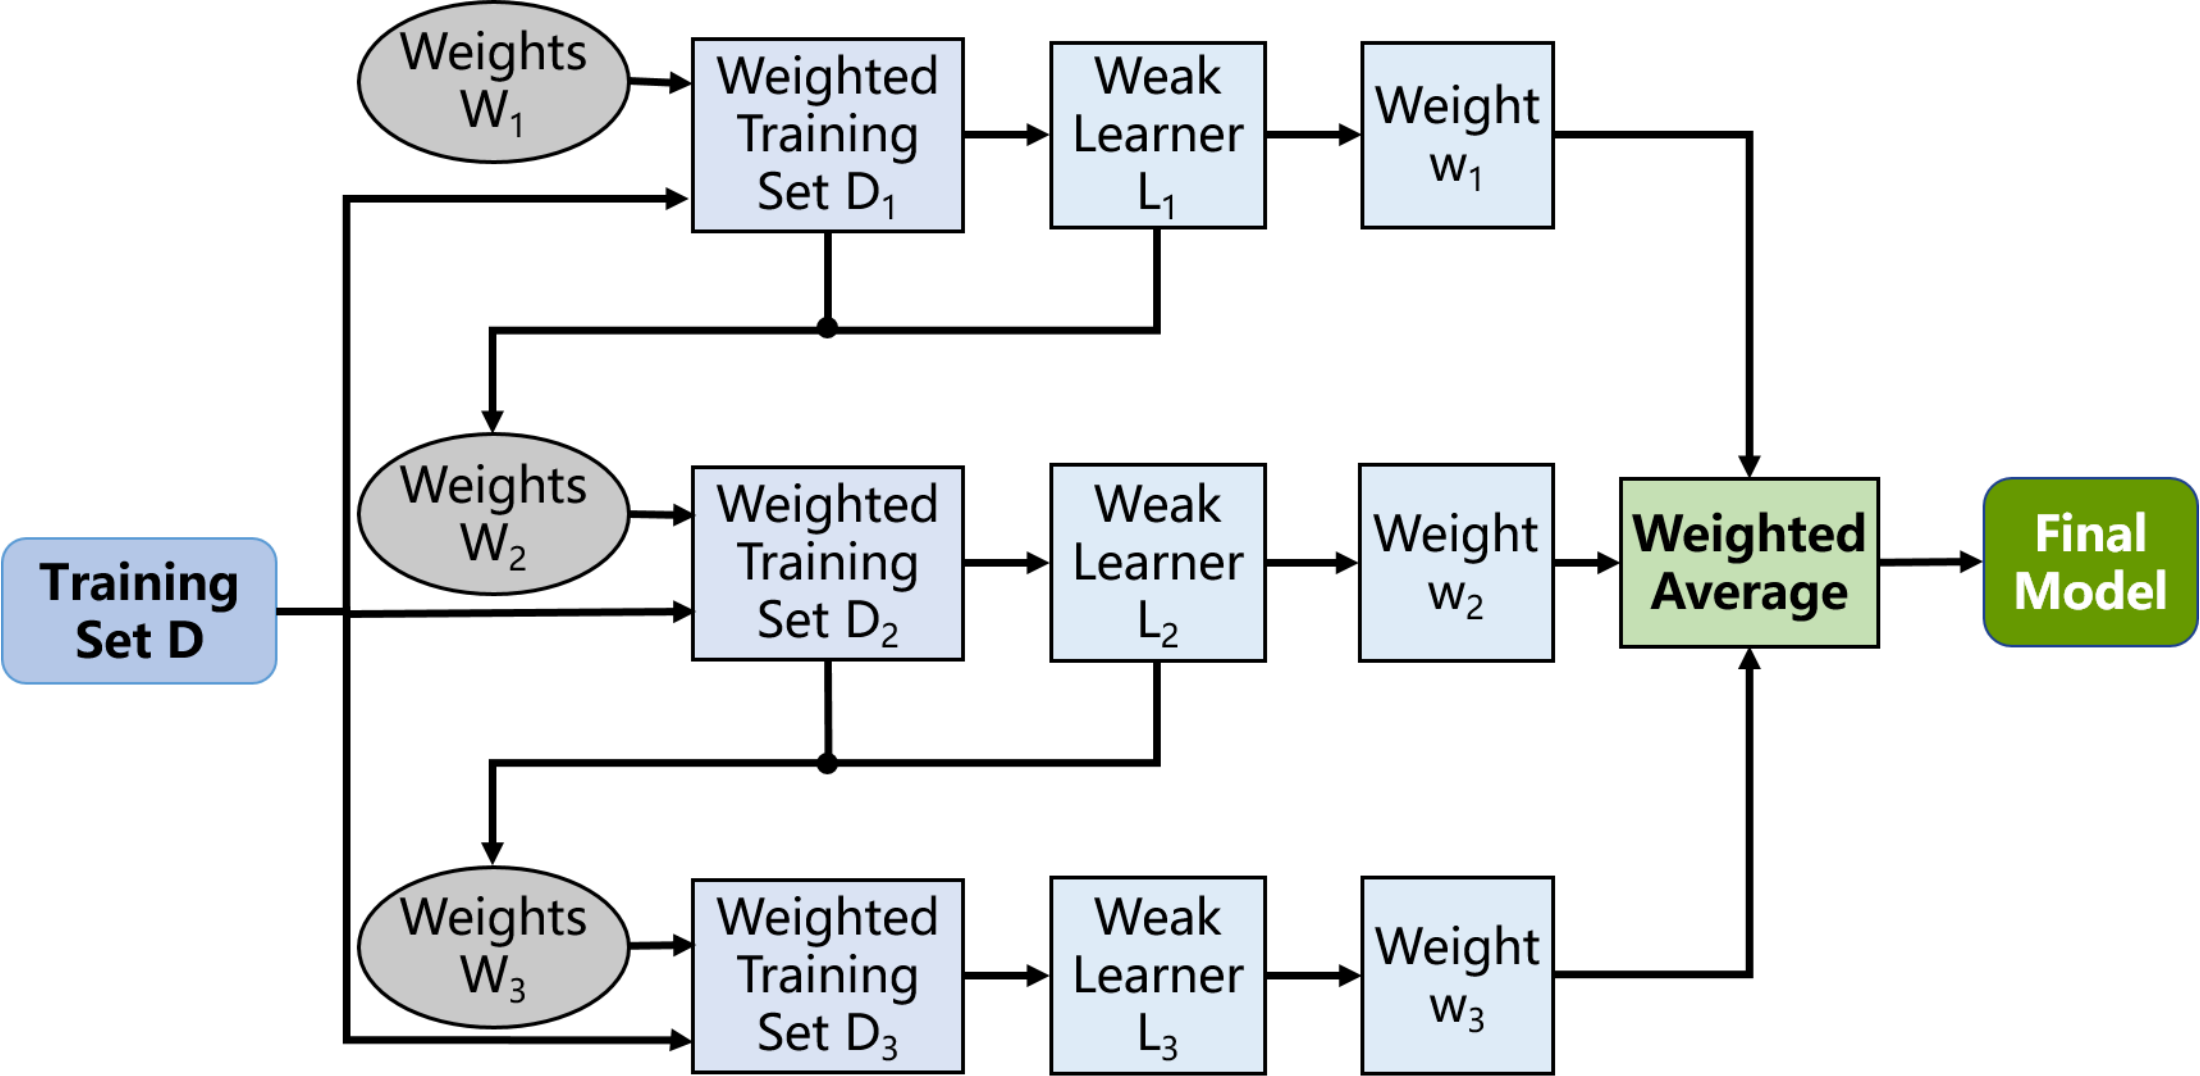 Weights
W₁
Weighted
Training
Set D₁
Weak
Learner
L₁
Weight
w₁
Training
Set D
Weights
W₂
Weighted
Training
Set D₂
Weak
Learner
L₂
Weight
w₂
Weighted
Average
Final
Model
Weights
W₃
Weighted
Training
Set D₃
Weak
Learner
L₃
Weight
w₃